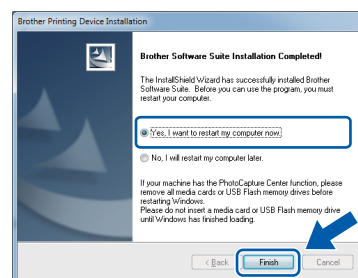 Brother Printing Device Installation
Brother Software Suite Installation Completed!
The InstallShield Wizard has successfully installed Brother
Software Suite. Before you can use the program, you must
restart your computer.
Yes, I want to restart my computer now.
No, I will restart my computer later.
If your machine has the PhotoCapture Center function, please
remove all media cards or USB Flash memory drives before
restarting Windows.
Please do not insert a media card or USB Flash memory drive
until Windows has finished loading.
< Back Finish Cancel